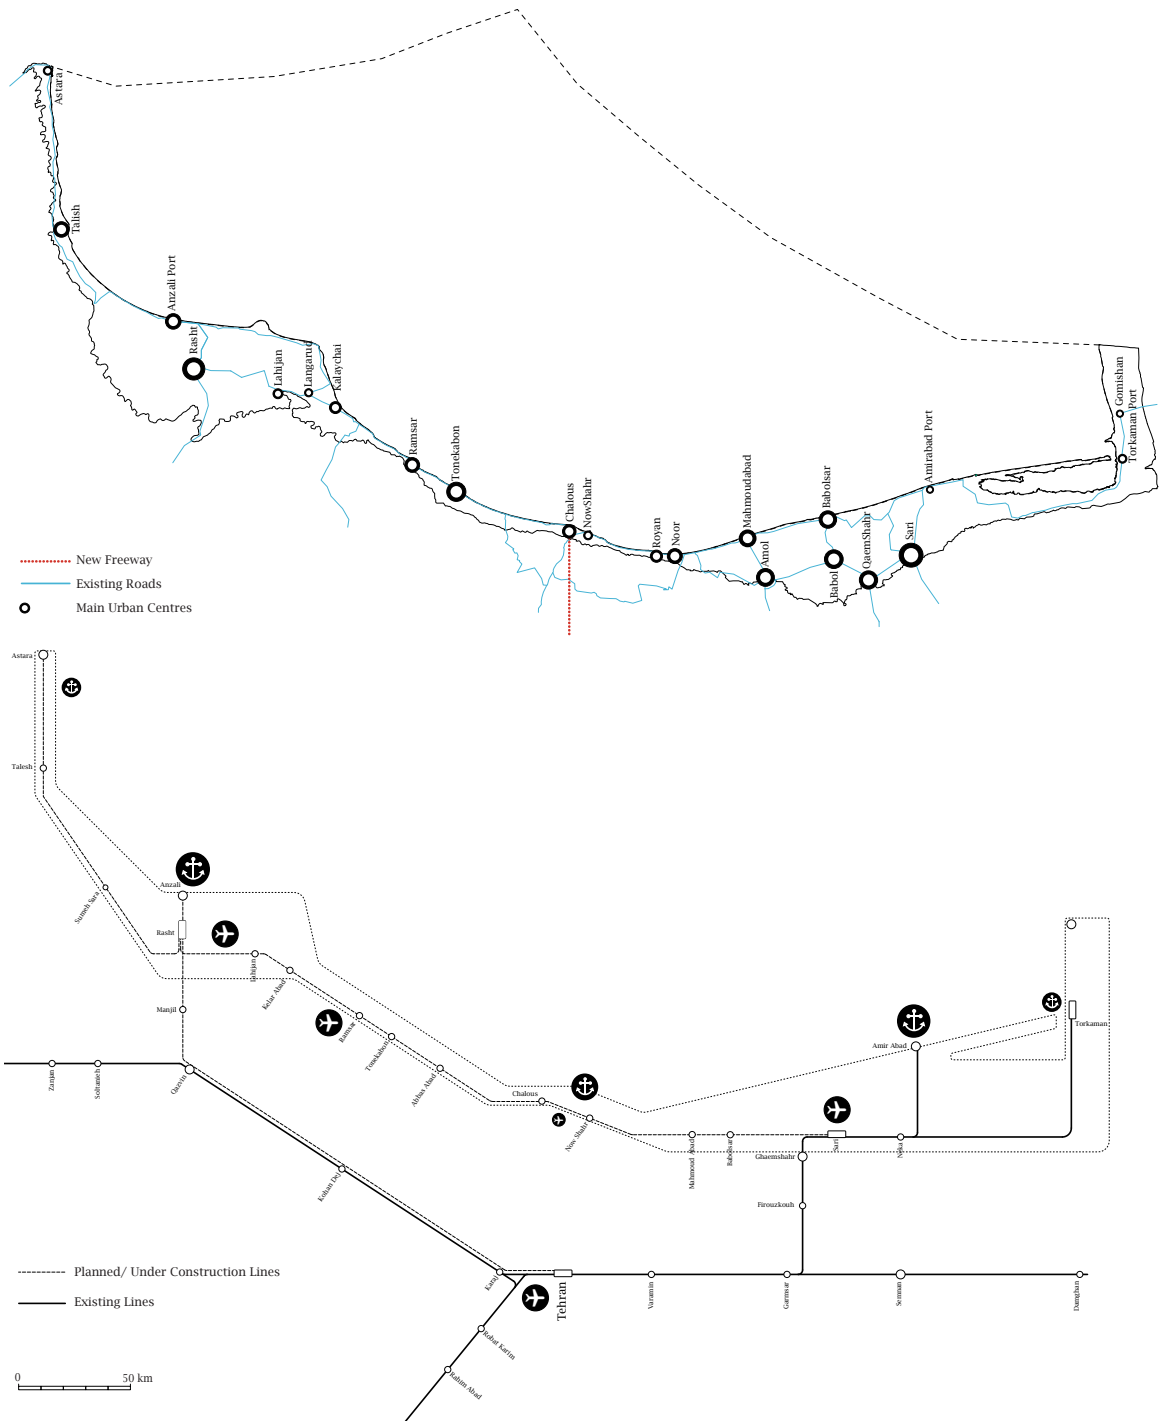 Astara
Talish
Anzali Port
Rasht
Lahijan
Langarud
Kalaychai
Ramsar
Tonekabon
Chalous
NowShahr
Royan
Noor
Mahmoudabad
Amol
Babolsar
Babol
QaemShahr
Sari
Amirabad Port
Gomishan
Torkaman Port
New Freeway
Existing Roads
Main Urban Centres
Astara
Talesh
Sumeh Sara
Anzali
Rasht
Lahijan
Kelar Abad
Manjil
Ramsar
Tonekabon
Abbas Abad
Chalous
Now Shahr
Mahmoud Abad
Babolsar
Sari
Neka
Amir Abad
Torkaman
Ghaemshahr
Firouzkouh
Zanjan
Soltanieh
Qazvin
Kohan Dej
Karaj
Tehran
Varamin
Garmsar
Semnan
Damghan
Robat Karim
Rahim Abad
Planned/ Under Construction Lines
Existing Lines
0 50 km